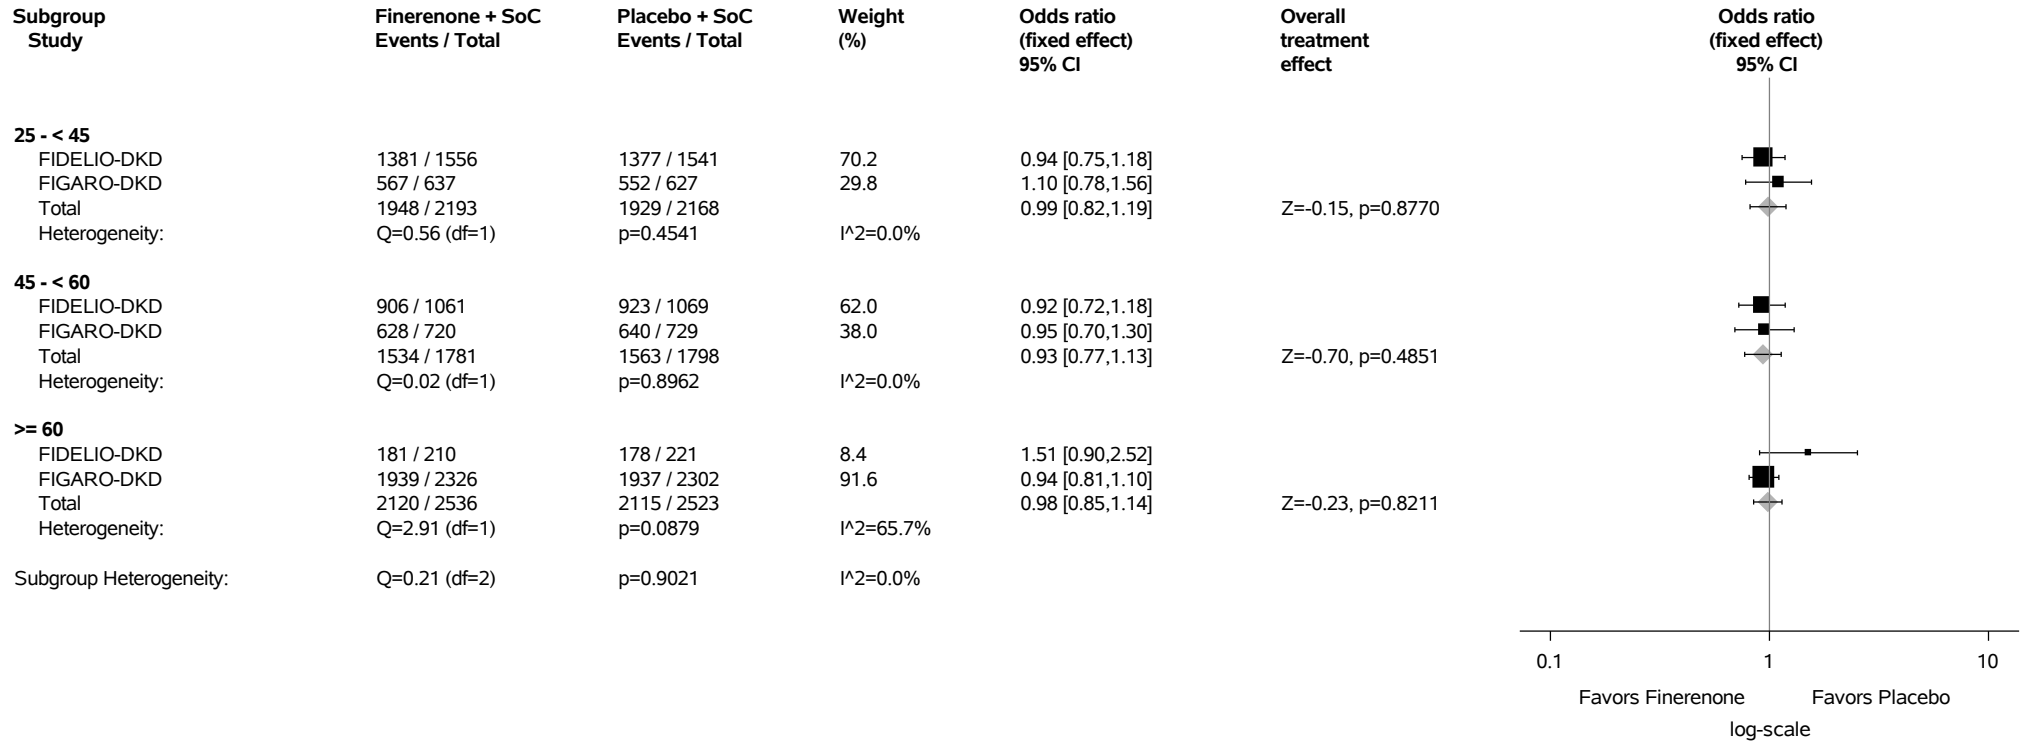 Subgroup Finerenone + SoC Placebo + SoC Weight Odds ratio Overall Odds ratio
Study Events / Total Events / Total (%) (fixed effect) treatment (fixed effect)
95% CI effect 95% CI
25 - < 45
FIDELIO-DKD 1381 / 1556 1377 / 1541 70.2 0.94 [0.75,1.18]
FIGARO-DKD 567 / 637 552 / 627 29.8 1.10 [0.78,1.56]
Total 1948 / 2193 1929 / 2168 0.99 [0.82,1.19] Z=-0.15, p=0.8770
Heterogeneity: Q=0.56 (df=1) p=0.4541 I^2=0.0%
45 - < 60
FIDELIO-DKD 906 / 1061 923 / 1069 62.0 0.92 [0.72,1.18]
FIGARO-DKD 628 / 720 640 / 729 38.0 0.95 [0.70,1.30]
Total 1534 / 1781 1563 / 1798 0.93 [0.77,1.13] Z=-0.70, p=0.4851
Heterogeneity: Q=0.02 (df=1) p=0.8962 I^2=0.0%
>= 60
FIDELIO-DKD 181 / 210 178 / 221 8.4 1.51 [0.90,2.52]
FIGARO-DKD 1939 / 2326 1937 / 2302 91.6 0.94 [0.81,1.10]
Total 2120 / 2536 2115 / 2523 0.98 [0.85,1.14] Z=-0.23, p=0.8211
Heterogeneity: Q=2.91 (df=1) p=0.0879 I^2=65.7%
Subgroup Heterogeneity: Q=0.21 (df=2) p=0.9021 I^2=0.0%
0.1 1 10
Favors Finerenone Favors Placebo
log-scale